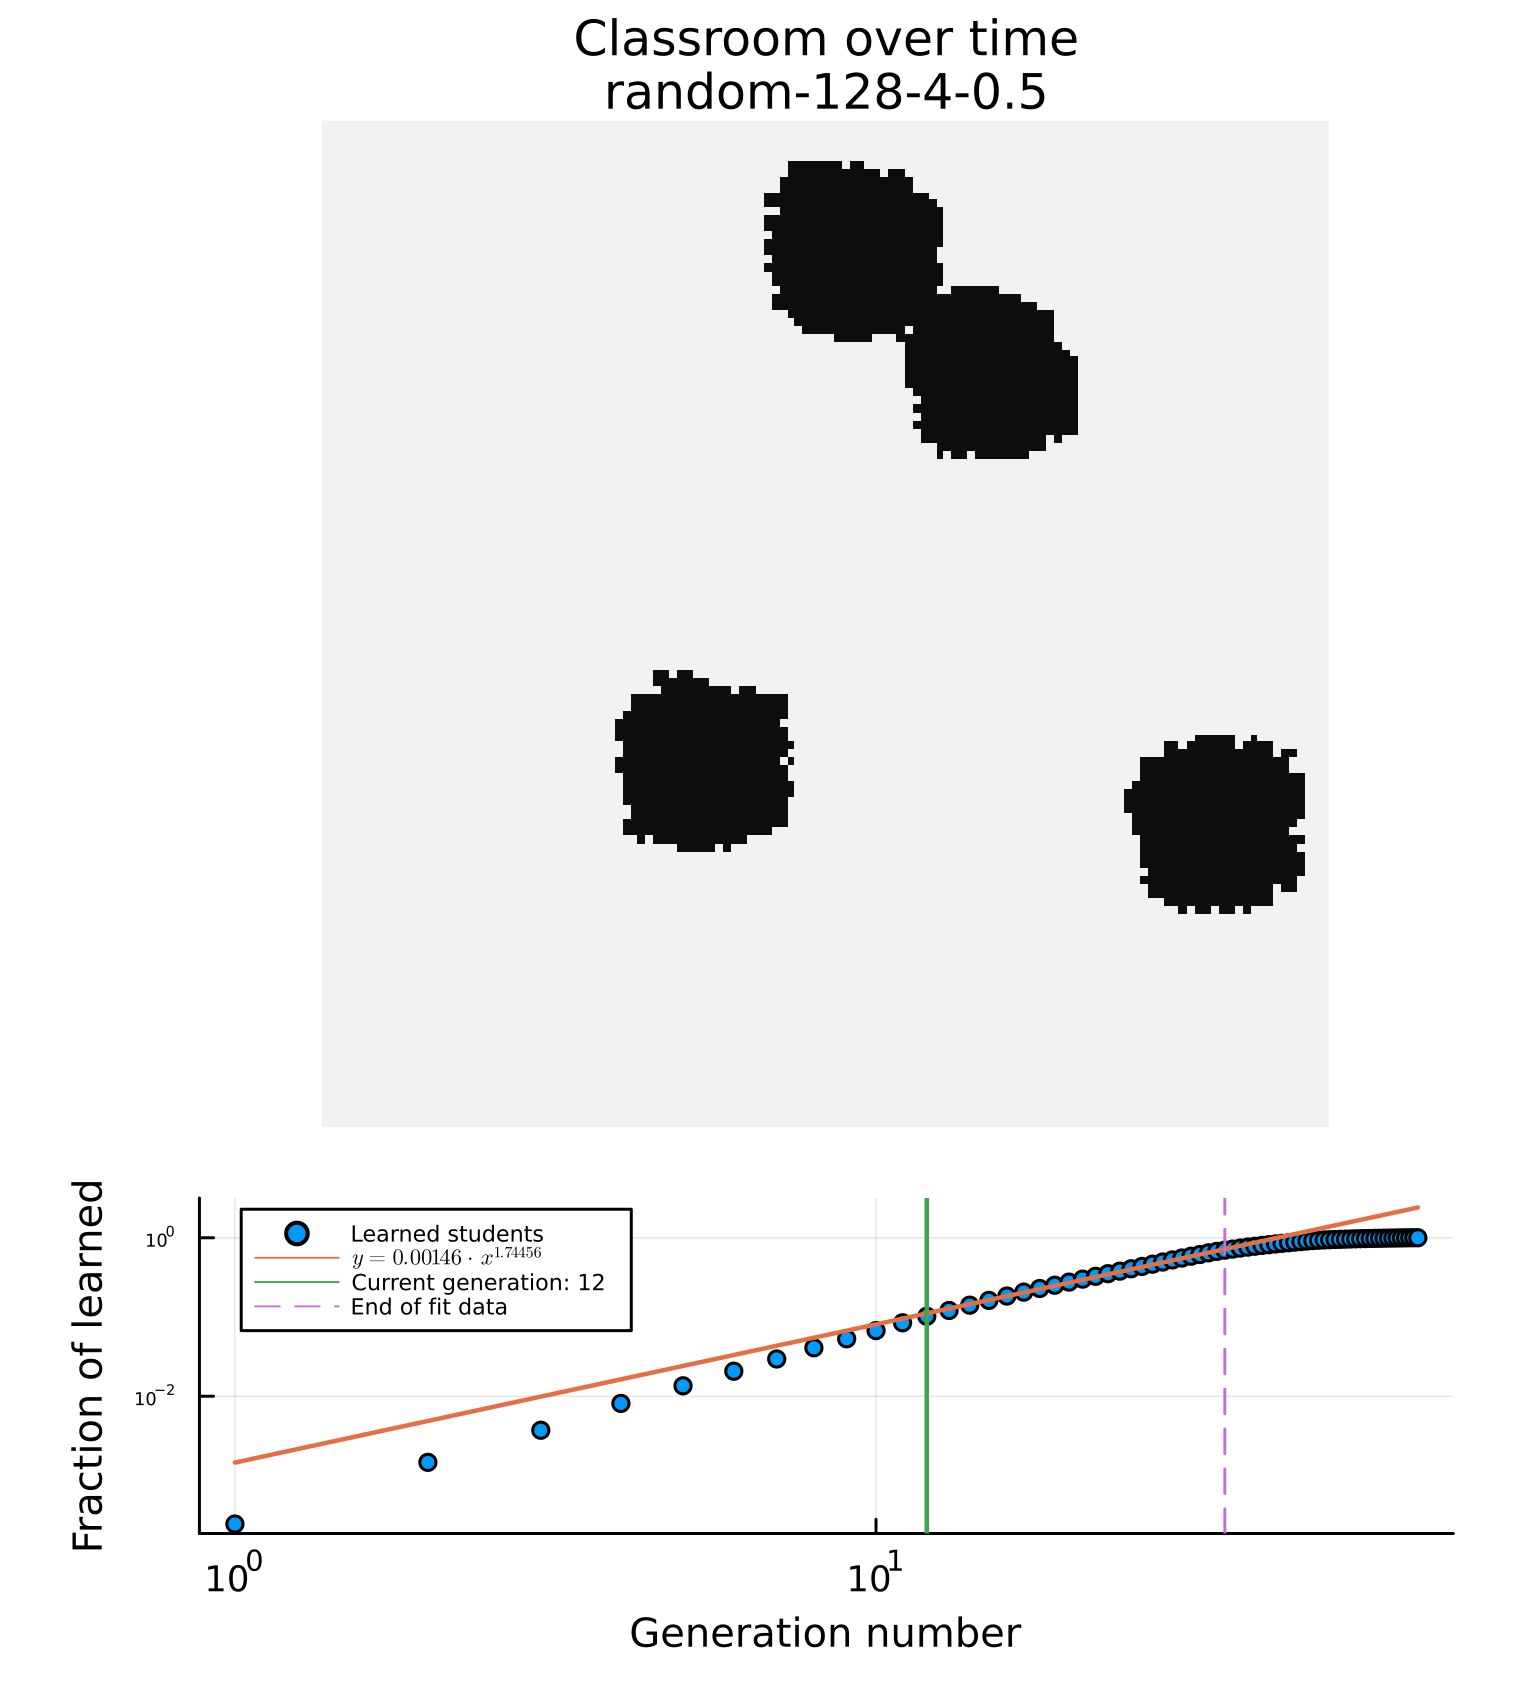 Classroom over time
random-128-4-0.5
Fraction of learned
10^0
10^−2
Learned students
y = 0.00146 · x^1.74456
Current generation: 12
End of fit data
10^0
10^1
Generation number